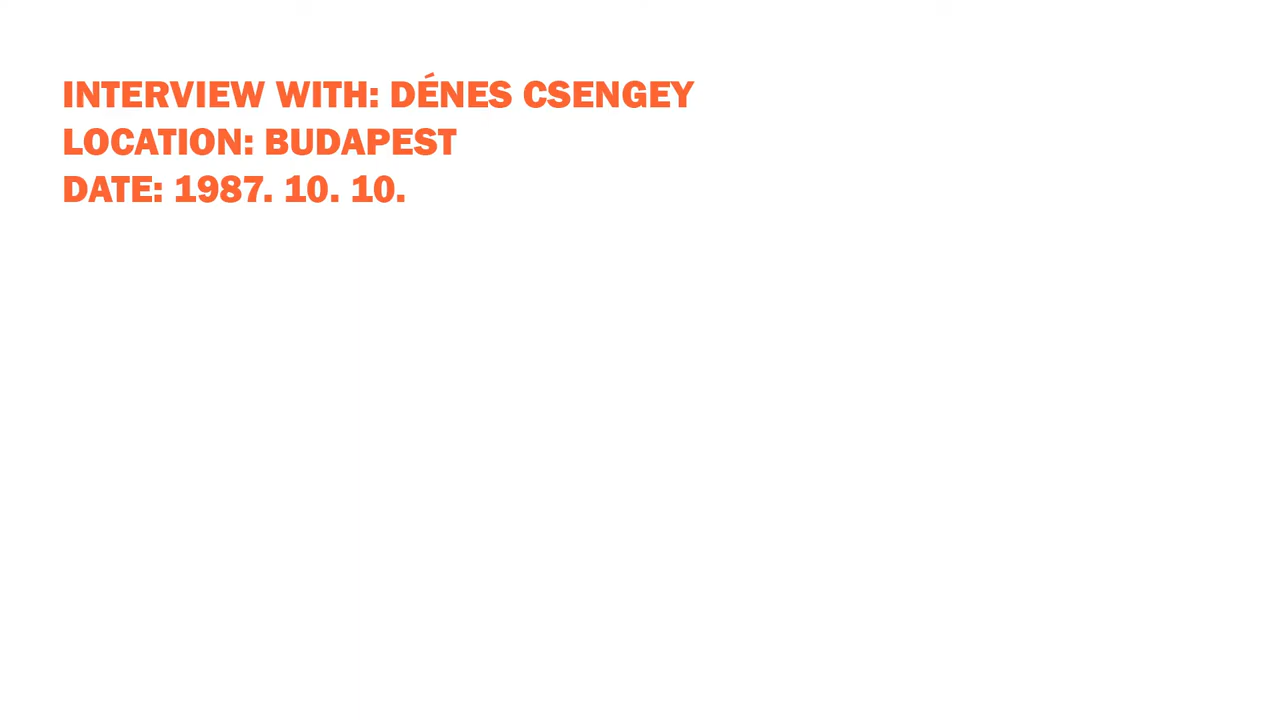 INTERVIEW WITH: DÉNES CSENGEY
LOCATION: BUDAPEST
DATE: 1987. 10. 10.